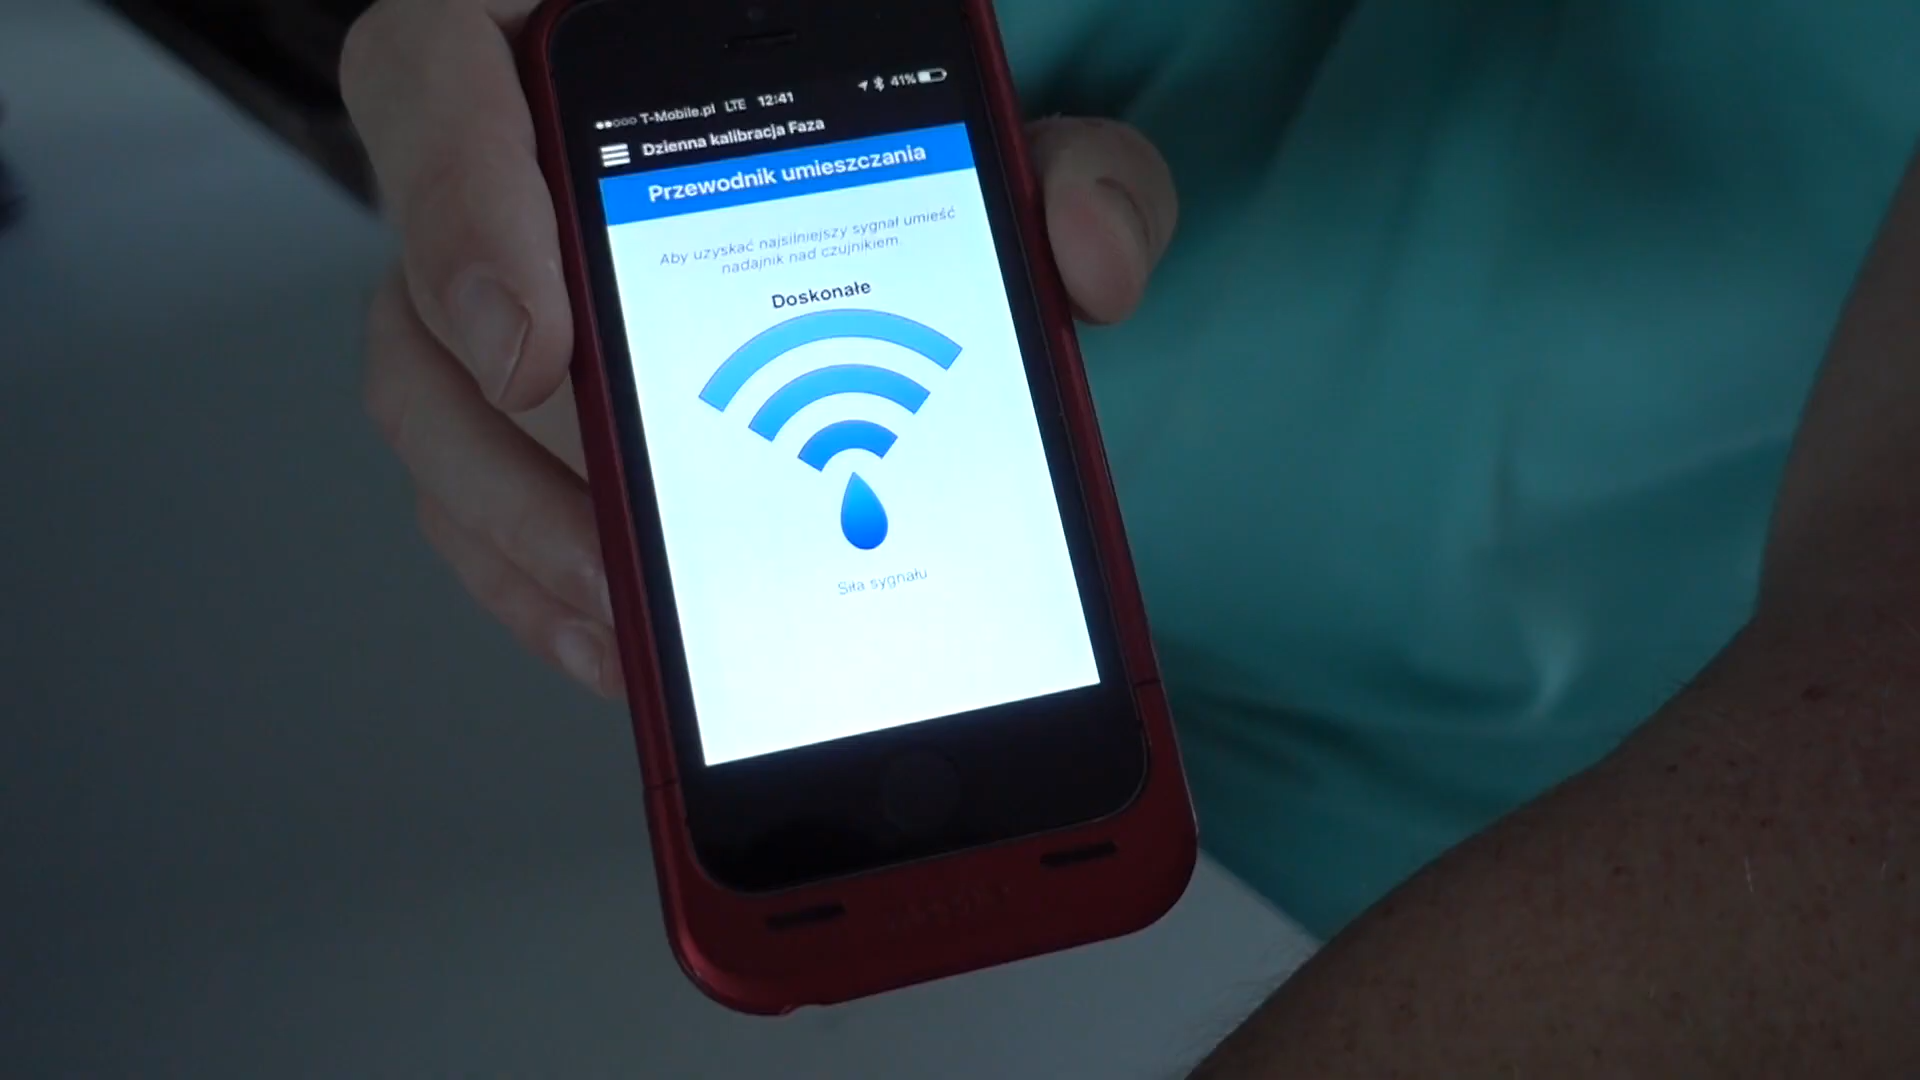 T-Mobile.pl LTE 12:41 41%
Dzienna kalibracja Faza
Przewodnik umieszczania
Aby uzyskać najsilniejszy sygnał umieść
nadajnik nad czujnikiem.
Doskonałe
Siła sygnału